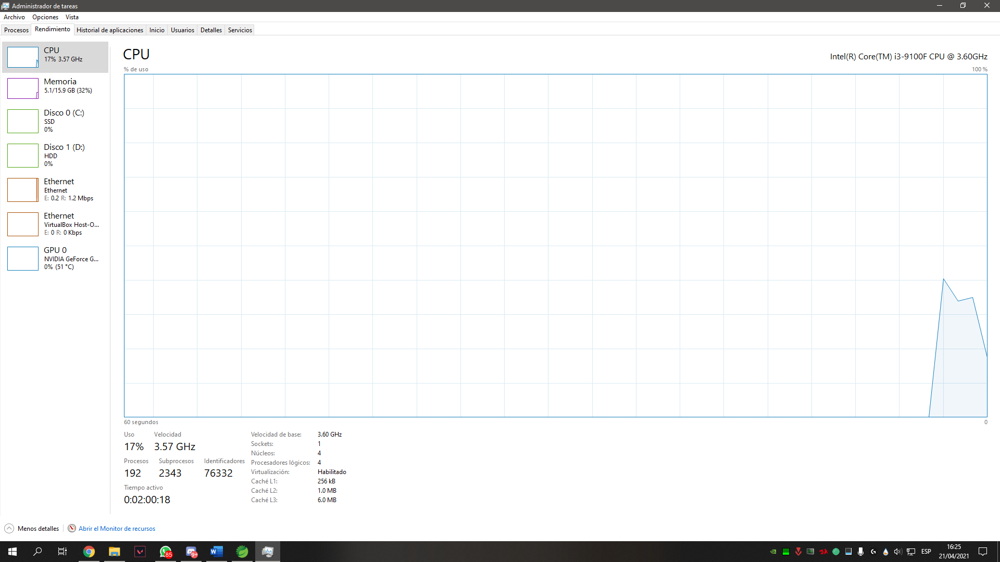 Administrador de tareas
Archivo Opciones Vista
Procesos Rendimiento Historial de aplicaciones Inicio Usuarios Detalles Servicios
CPU
17% 3.57 GHz
Memoria
5.1/15.9 GB (32%)
Disco 0 (C:)
SSD
0%
Disco 1 (D:)
HDD
0%
Ethernet
Ethernet
E: 0.2 R: 1.2 Mbps
Ethernet
VirtualBox Host-O...
E: 0 R: 0 Kbps
GPU 0
NVIDIA GeForce G...
0% (51 °C)
CPU
Intel(R) Core(TM) i3-9100F CPU @ 3.60GHz
% de uso 100 %
60 segundos 0
Uso Velocidad
17% 3.57 GHz
Procesos Subprocesos Identificadores
192 2343 76332
Tiempo activo
0:02:00:18
Velocidad de base: 3.60 GHz
Sockets: 1
Núcleos: 4
Procesadores lógicos: 4
Virtualización: Habilitado
Caché L1: 256 kB
Caché L2: 1.0 MB
Caché L3: 6.0 MB
Menos detalles Abrir el Monitor de recursos
85 9+ W
ESP
16:25
21/04/2021